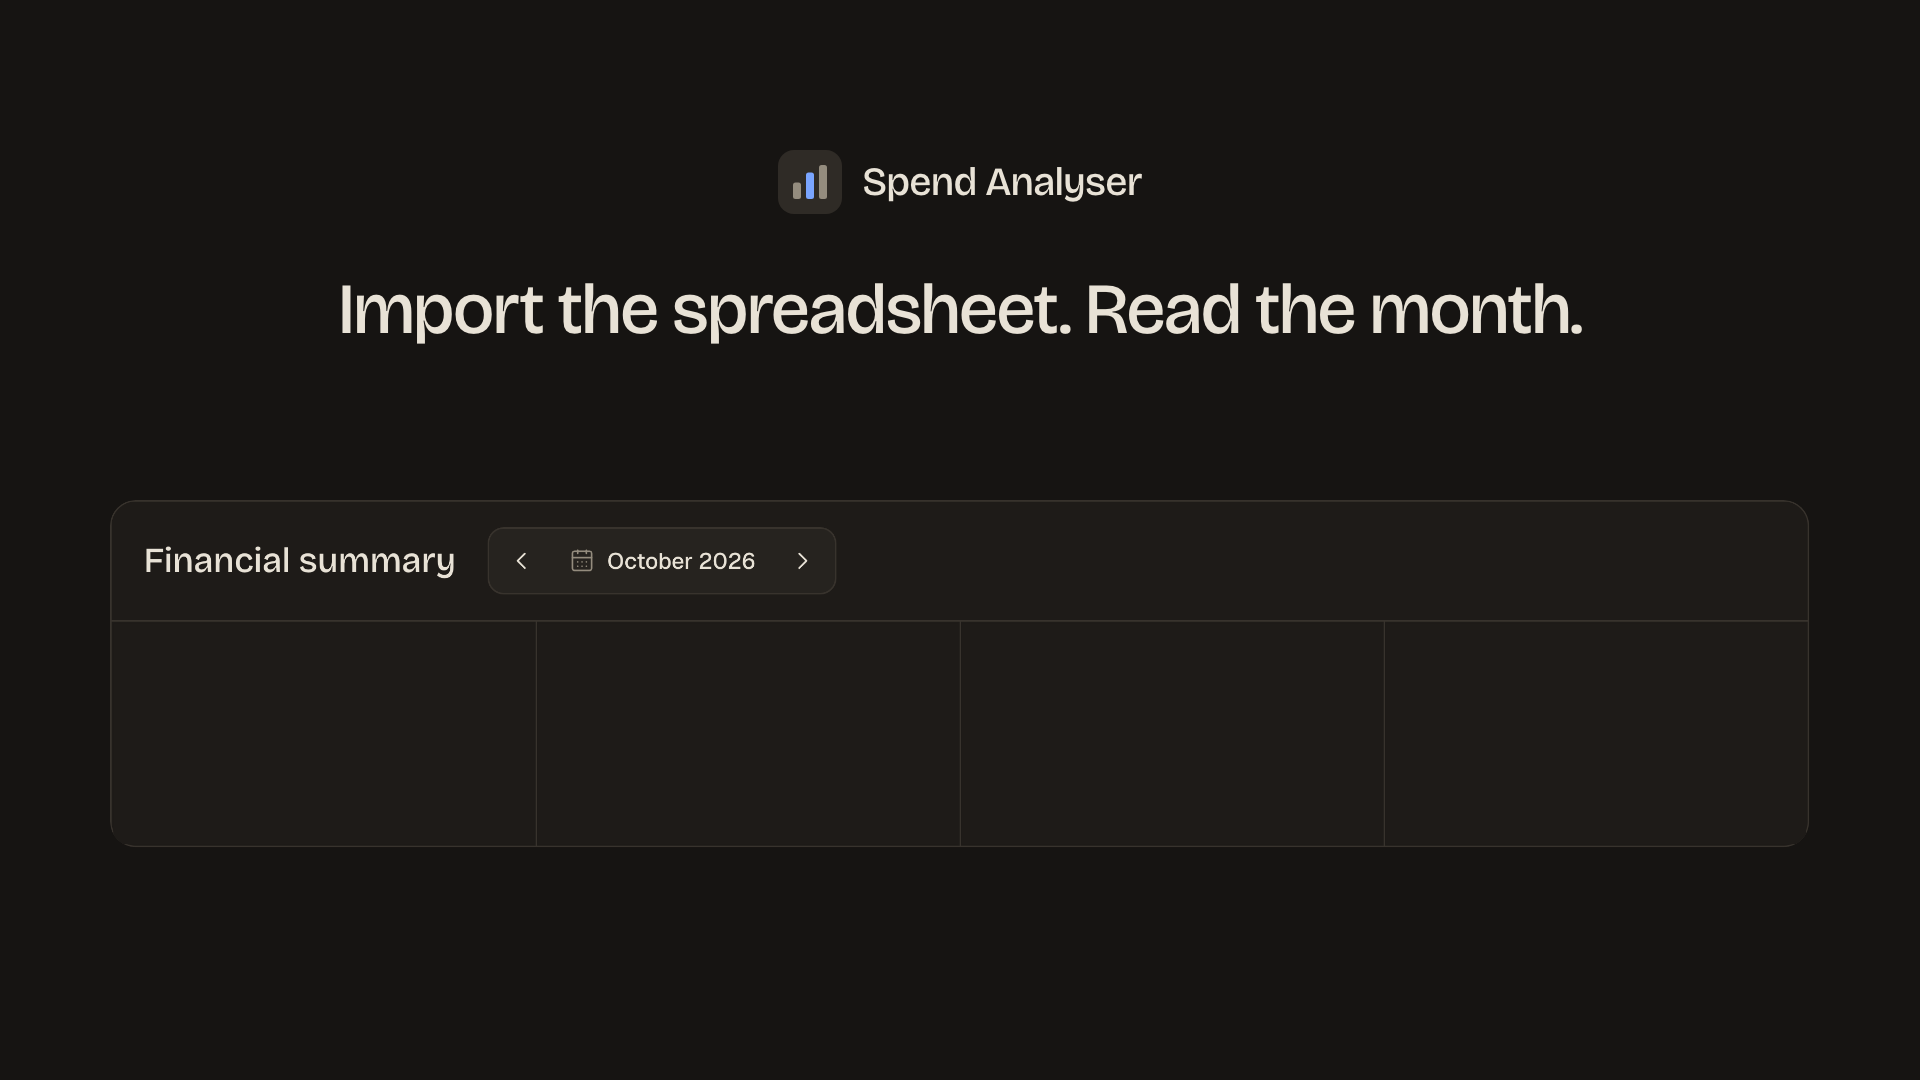 Spend Analyser
Import the spreadsheet. Read the month.
Financial summary
October 2026